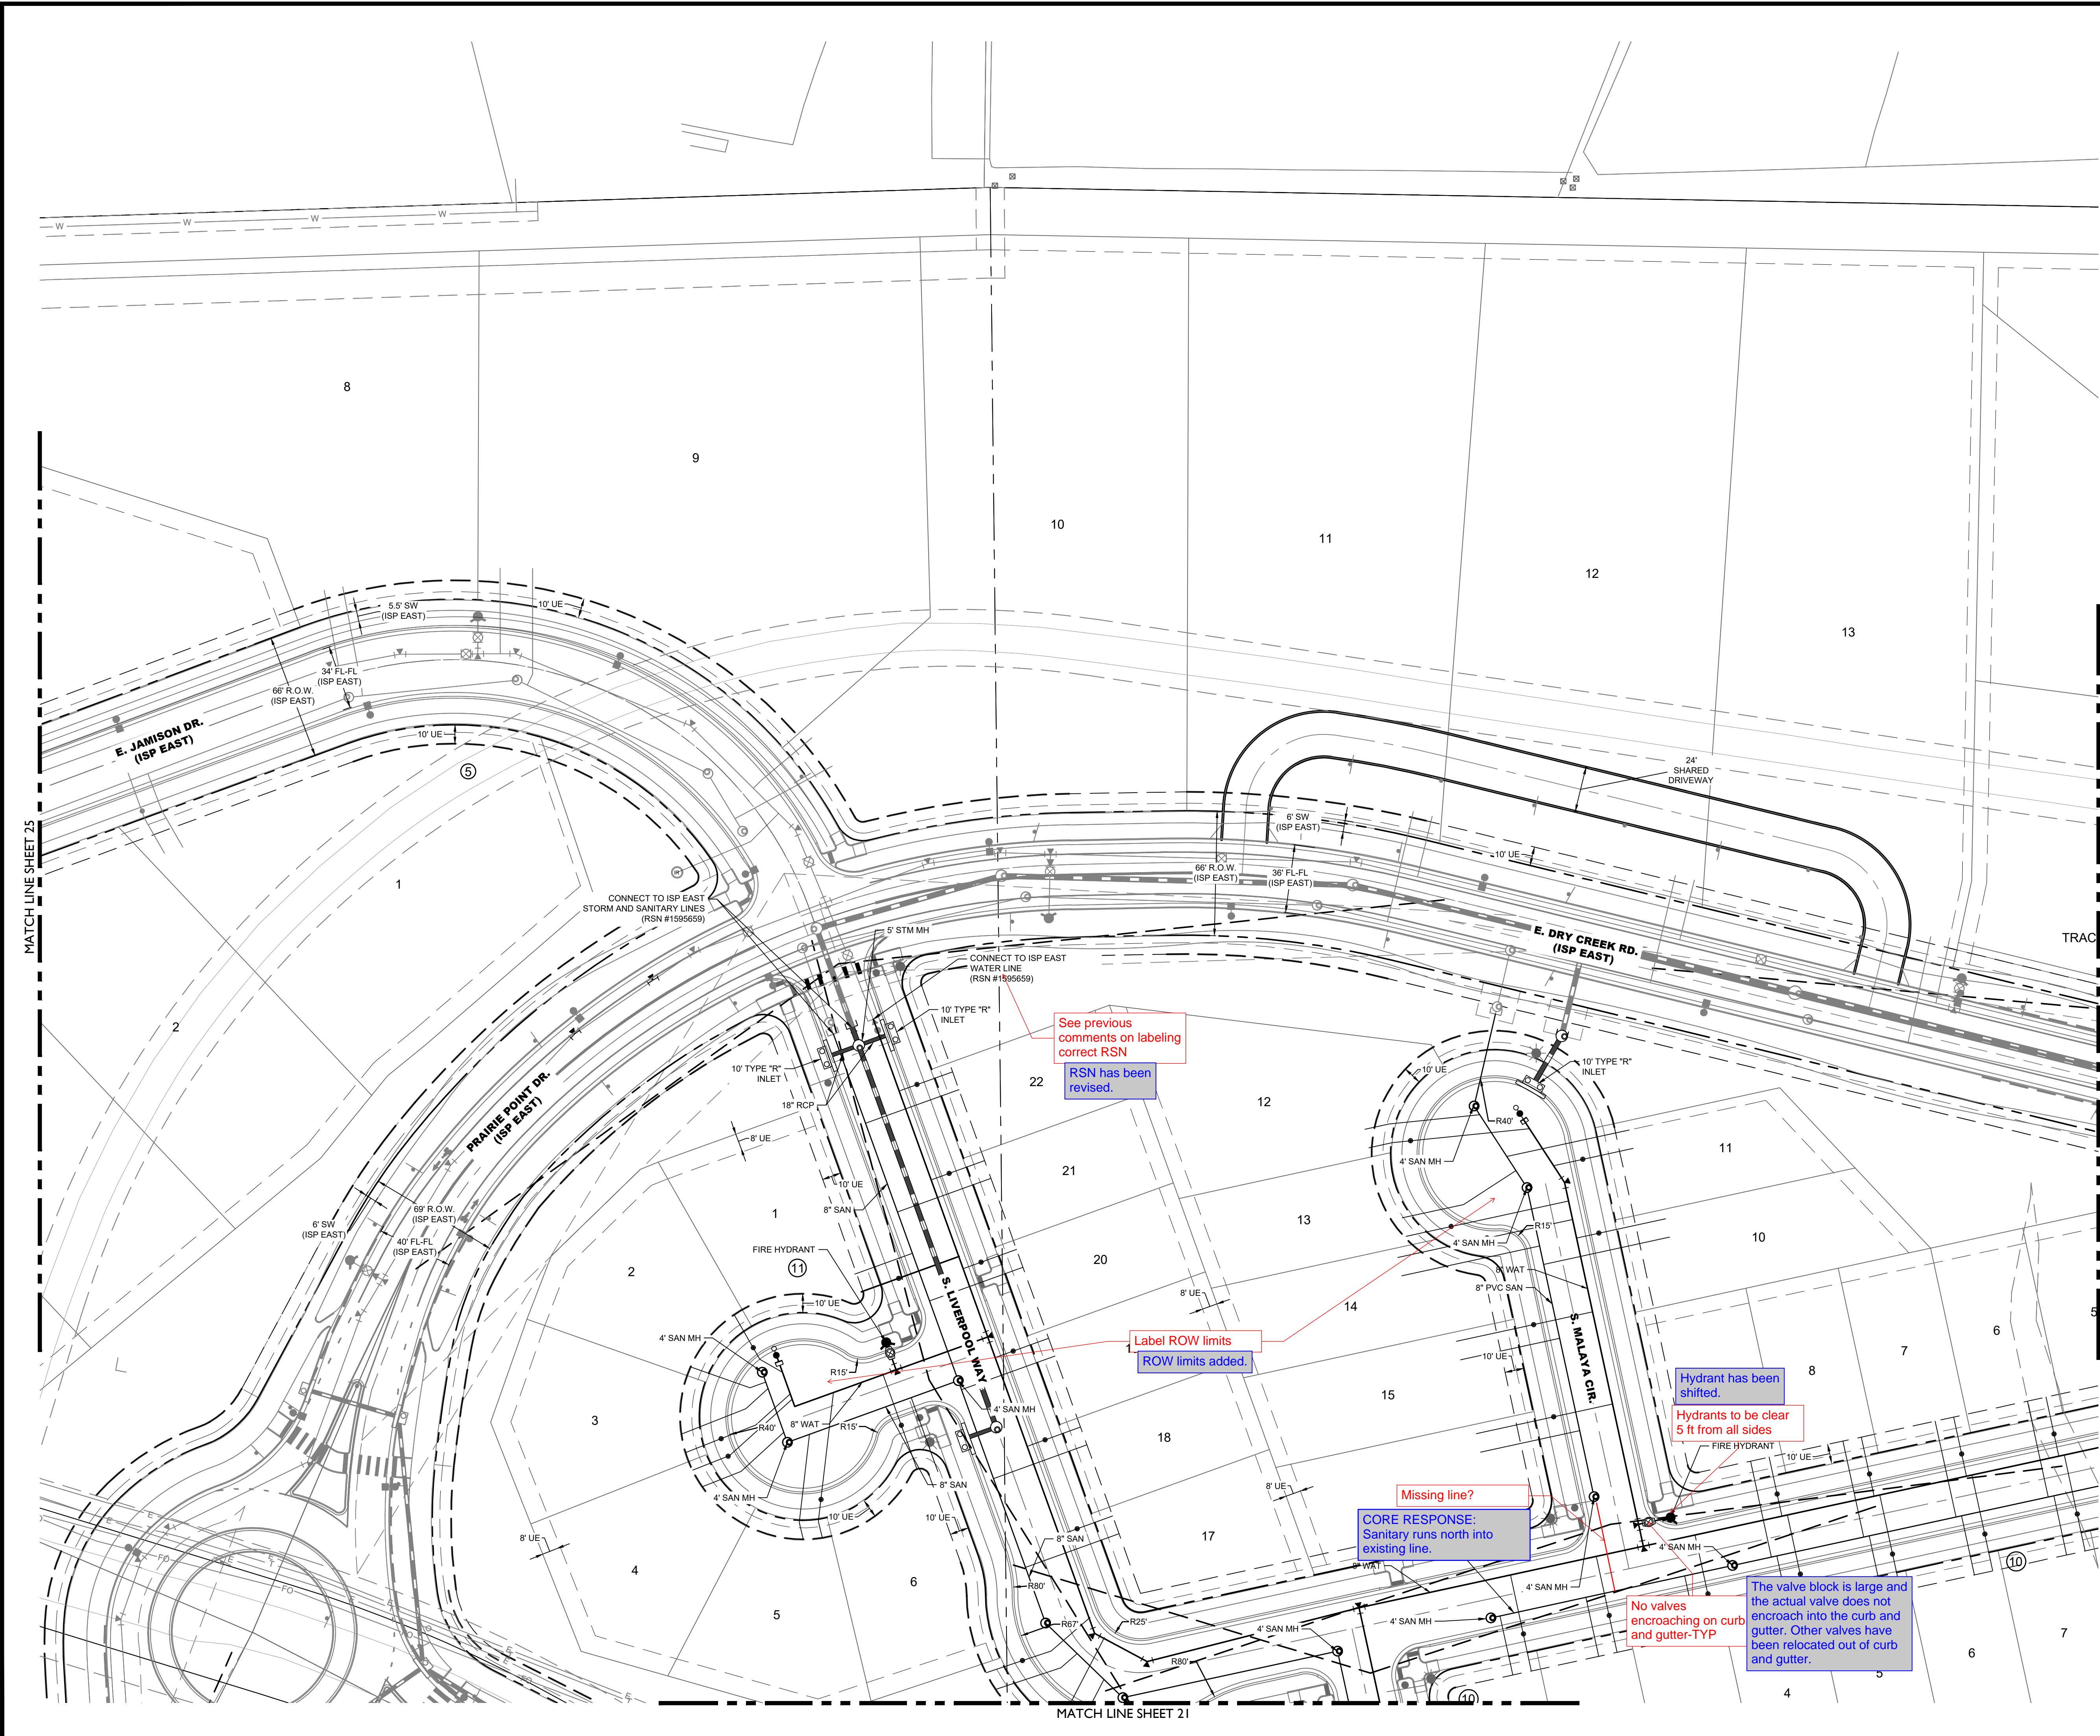 W
W
W
W
8
9
10
11
12
13
5.5' SW
(ISP EAST)
10' UE
34' FL-FL
(ISP EAST)
66' R.O.W.
(ISP EAST)
E. JAMISON DR.
(ISP EAST)
10' UE
5
MATCH LINE SHEET 25
1
2
24'
SHARED
DRIVEWAY
6' SW
(ISP EAST)
10' UE
66' R.O.W.
(ISP EAST)
36' FL-FL
(ISP EAST)
CONNECT TO ISP EAST
STORM AND SANITARY LINES
(RSN #1595659)
5' STM MH
CONNECT TO ISP EAST
WATER LINE
(RSN #1595659)
E. DRY CREEK RD.
(ISP EAST)
TRAC
10' TYPE "R"
INLET
See previous
comments on labeling
correct RSN
RSN has been
revised.
10' TYPE "R"
INLET
18" RCP
PRAIRIE POINT DR.
(ISP EAST)
8' UE
10' UE
8" SAN
22
12
10' UE
10' TYPE "R"
INLET
R40'
4' SAN MH
11
21
13
1
6' SW
(ISP EAST)
69' R.O.W.
(ISP EAST)
40' FL-FL
(ISP EAST)
FIRE HYDRANT
11
2
20
R15'
4' SAN MH
10
8" WAT
8" PVC SAN
8' UE
14
10' UE
S. LIVERPOOL WAY
S. MALAYA CIR.
5
6
7
8
4' SAN MH
R15'
Label ROW limits
1
ROW limits added.
10' UE
15
Hydrant has been
shifted.
Hydrants to be clear
5 ft from all sides
FIRE HYDRANT
10' UE
3
R40'
8" WAT
R15'
4' SAN MH
18
4' SAN MH
8" SAN
8' UE
Missing line?
CORE RESPONSE:
Sanitary runs north into
existing line.
10' UE
10' UE
17
8" SAN
8' UE
4
5
6
8" WAT
4' SAN MH
10
4' SAN MH
R80'
R67'
R25'
4' SAN MH
4' SAN MH
R80'
No valves
encroaching on curb
and gutter-TYP
The valve block is large and
the actual valve does not
encroach into the curb and
gutter. Other valves have
been relocated out of curb
and gutter.
6
7
5
4
10
E
E
E
E
FO
FO
E
E
E
E
FO
E
MATCH LINE SHEET 21